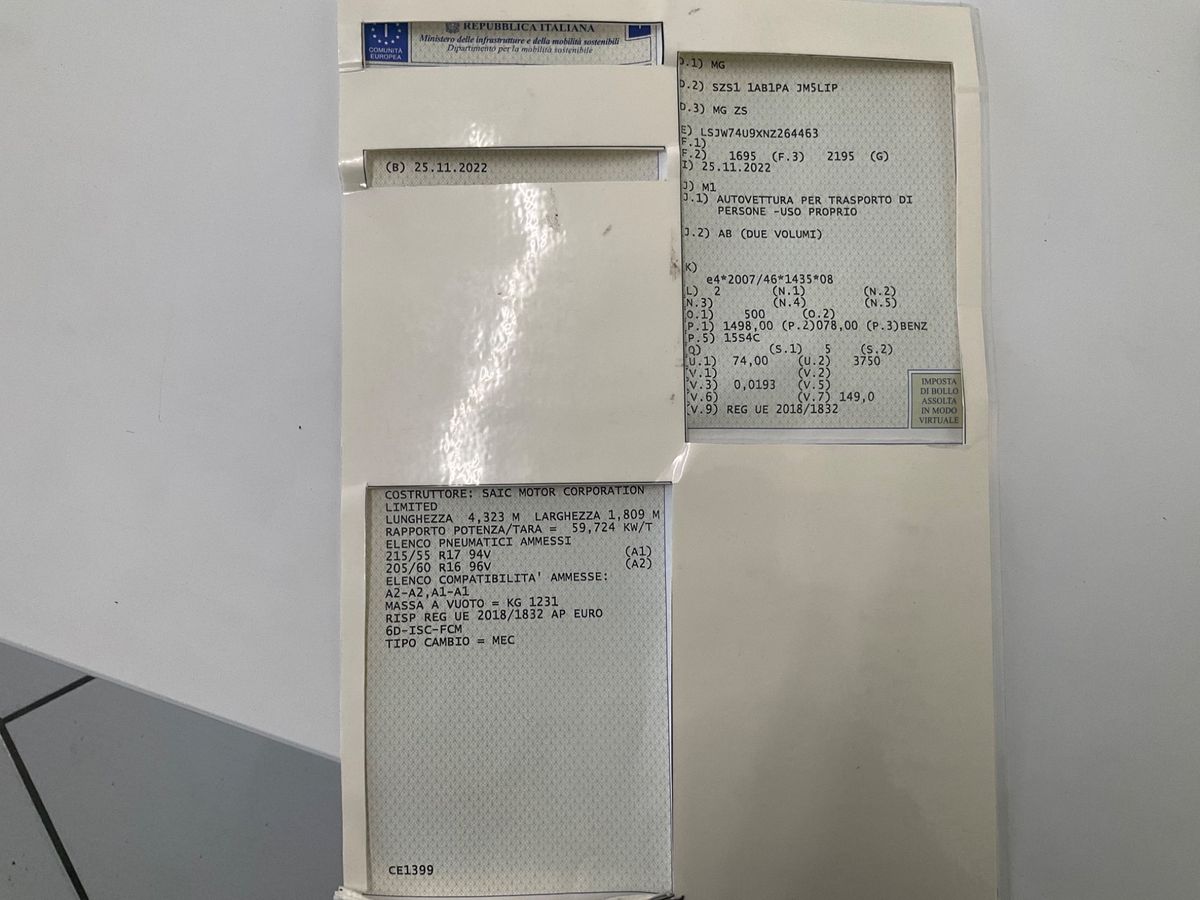 COMUNITÀ
EUROPEA
REPUBBLICA ITALIANA
Ministero delle infrastrutture e della mobilità sostenibili
Dipartimento per la mobilità sostenibile
(B) 25.11.2022
D.1) MG
D.2) SZS1 1AB1PA JM5LIP
D.3) MG ZS
E) LSJW74U9XNZ264463
F.1)
F.2) 1695 (F.3) 2195 (G)
I) 25.11.2022
J) M1
J.1) AUTOVETTURA PER TRASPORTO DI
PERSONE -USO PROPRIO
J.2) AB (DUE VOLUMI)
K)
e4*2007/46*1435*08
L) 2 (N.1) (N.2)
(N.3) (N.4) (N.5)
(O.1) 500 (O.2)
(P.1) 1498,00 (P.2)078,00 (P.3)BENZ
(P.5) 15S4C
(Q) (S.1) 5 (S.2)
(U.1) 74,00 (U.2) 3750
(V.1) (V.2)
(V.3) 0,0193 (V.5)
(V.6) (V.7) 149,0
(V.9) REG UE 2018/1832
IMPOSTA
DI BOLLO
ASSOLTA
IN MODO
VIRTUALE
COSTRUTTORE: SAIC MOTOR CORPORATION
LIMITED
LUNGHEZZA 4,323 M LARGHEZZA 1,809 M
RAPPORTO POTENZA/TARA = 59,724 KW/T
ELENCO PNEUMATICI AMMESSI
215/55 R17 94V (A1)
205/60 R16 96V (A2)
ELENCO COMPATIBILITA' AMMESSE:
A2-A2,A1-A1
MASSA A VUOTO = KG 1231
RISP REG UE 2018/1832 AP EURO
6D-ISC-FCM
TIPO CAMBIO = MEC
CE1399